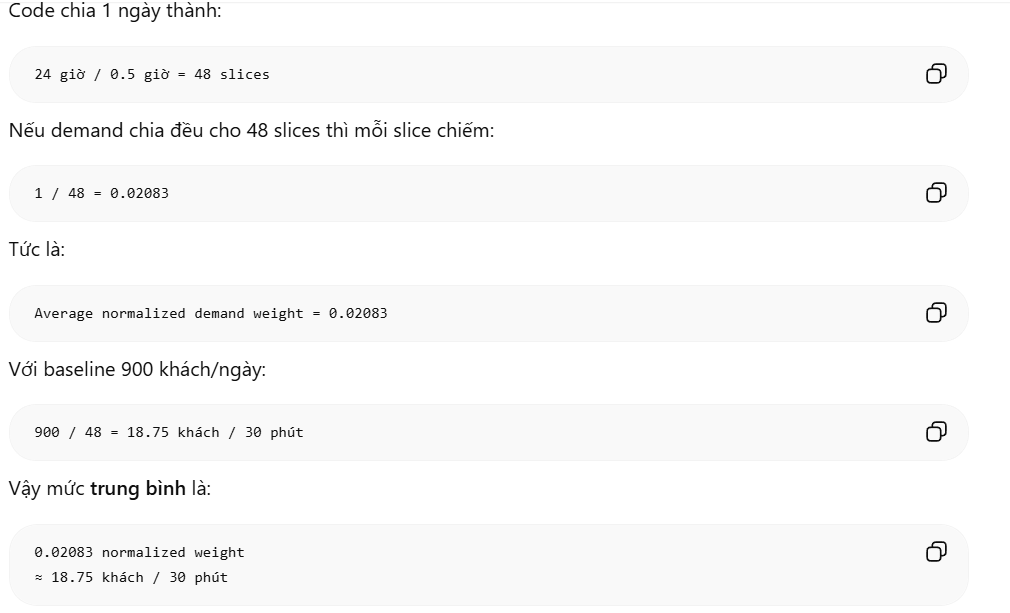 Code chia 1 ngày thành:
24 giờ / 0.5 giờ = 48 slices
Nếu demand chia đều cho 48 slices thì mỗi slice chiếm:
1 / 48 = 0.02083
Tức là:
Average normalized demand weight = 0.02083
Với baseline 900 khách/ngày:
900 / 48 = 18.75 khách / 30 phút
Vậy mức trung bình là:
0.02083 normalized weight
≈ 18.75 khách / 30 phút